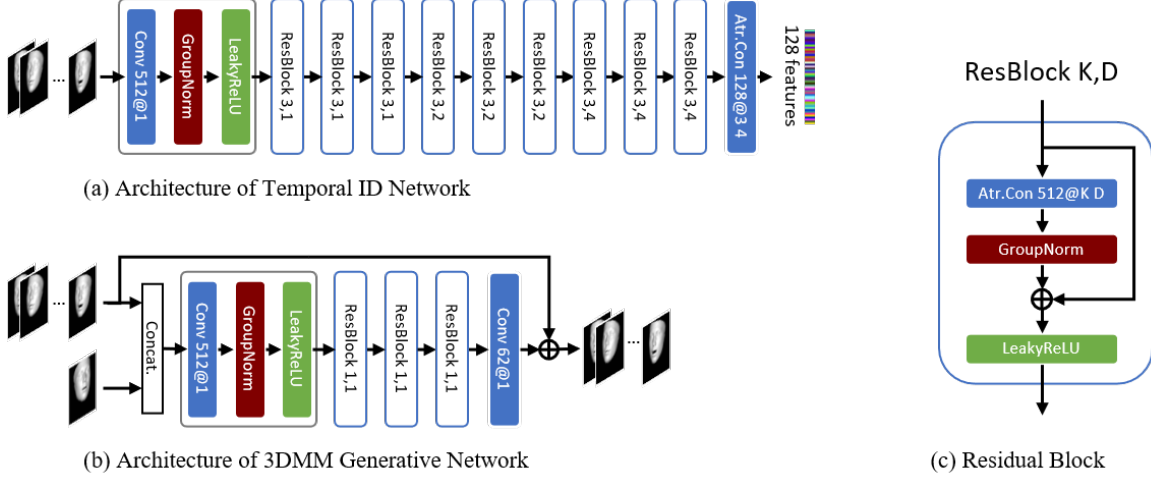 Conv 512@1
GroupNorm
LeakyReLU
ResBlock 3,1
ResBlock 3,1
ResBlock 3,1
ResBlock 3,2
ResBlock 3,2
ResBlock 3,2
ResBlock 3,4
ResBlock 3,4
ResBlock 3,4
Atr.Con 128@3 4
128 features
...
(a) Architecture of Temporal ID Network
...
Concat.
Conv 512@1
GroupNorm
LeakyReLU
ResBlock 1,1
ResBlock 1,1
ResBlock 1,1
Conv 62@1
...
(b) Architecture of 3DMM Generative Network
ResBlock K,D
Atr.Con 512@K D
GroupNorm
LeakyReLU
(c) Residual Block